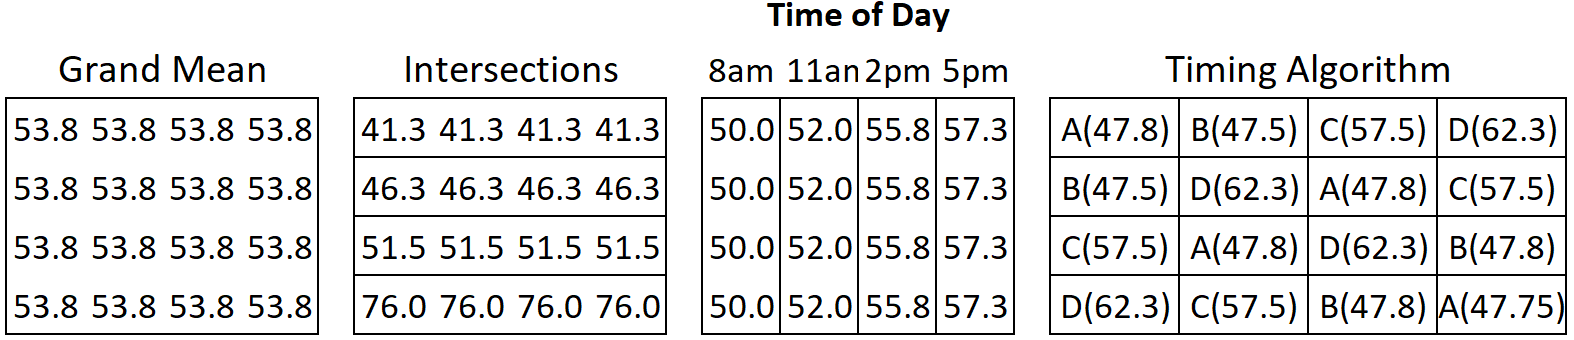 Time of Day
Grand Mean Intersections 8am 11an 2pm 5pm Timing Algorithm
53.8 53.8 53.8 53.8 41.3 41.3 41.3 41.3 50.0 52.0 55.8 57.3 A(47.8) B(47.5) C(57.5) D(62.3)
53.8 53.8 53.8 53.8 46.3 46.3 46.3 46.3 50.0 52.0 55.8 57.3 B(47.5) D(62.3) A(47.8) C(57.5)
53.8 53.8 53.8 53.8 51.5 51.5 51.5 51.5 50.0 52.0 55.8 57.3 C(57.5) A(47.8) D(62.3) B(47.8)
53.8 53.8 53.8 53.8 76.0 76.0 76.0 76.0 50.0 52.0 55.8 57.3 D(62.3) C(57.5) B(47.8) A(47.75)